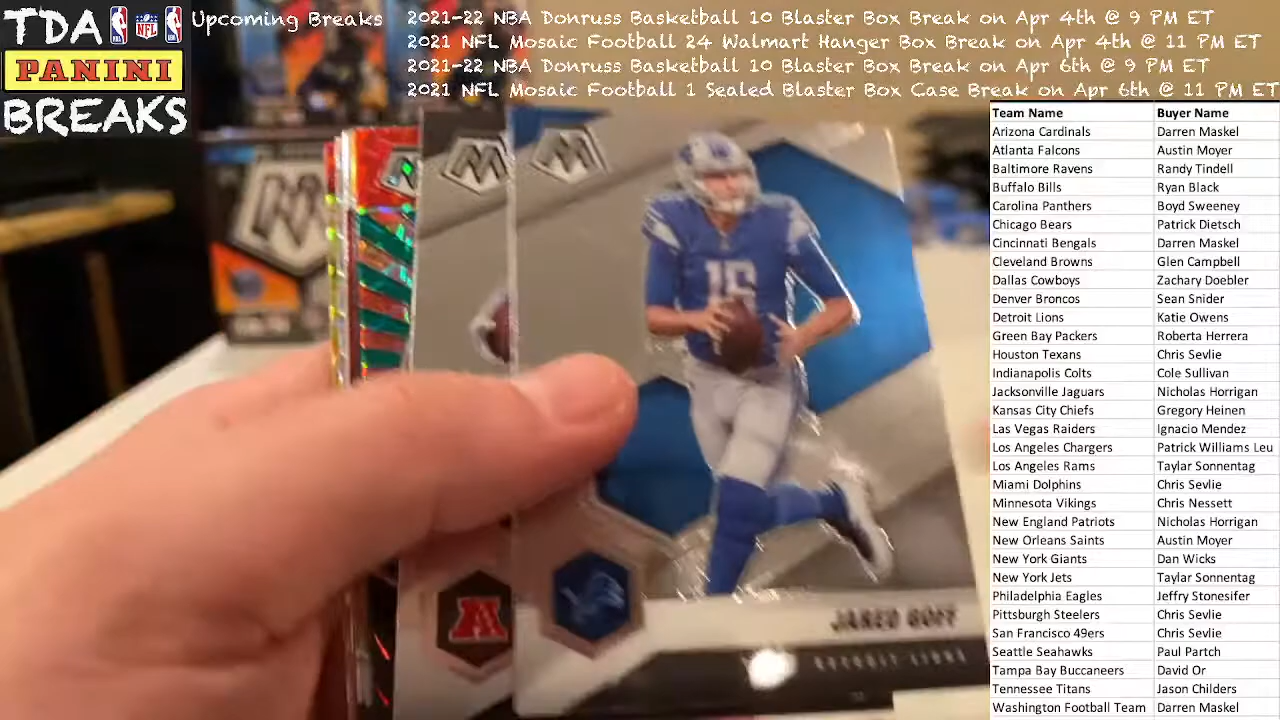 TDA
PANINI
BREAKS
Upcoming Breaks
2021-22 NBA Donruss Basketball 10 Blaster Box Break on Apr 4th @ 9 PM ET
2021 NFL Mosaic Football 24 Walmart Hanger Box Break on Apr 4th @ 11 PM ET
2021-22 NBA Donruss Basketball 10 Blaster Box Break on Apr 6th @ 9 PM ET
2021 NFL Mosaic Football 1 Sealed Blaster Box Case Break on Apr 6th @ 11 PM ET
Team Name Buyer Name
Arizona Cardinals Darren Maskel
Atlanta Falcons Austin Moyer
Baltimore Ravens Randy Tindell
Buffalo Bills Ryan Black
Carolina Panthers Boyd Sweeney
Chicago Bears Patrick Dietsch
Cincinnati Bengals Darren Maskel
Cleveland Browns Glen Campbell
Dallas Cowboys Zachary Doebler
Denver Broncos Sean Snider
Detroit Lions Katie Owens
Green Bay Packers Roberta Herrera
Houston Texans Chris Sevlie
Indianapolis Colts Cole Sullivan
Jacksonville Jaguars Nicholas Horrigan
Kansas City Chiefs Gregory Heinen
Las Vegas Raiders Ignacio Mendez
Los Angeles Chargers Patrick Williams Leu
Los Angeles Rams Taylar Sonnentag
Miami Dolphins Chris Sevlie
Minnesota Vikings Chris Nessett
New England Patriots Nicholas Horrigan
New Orleans Saints Austin Moyer
New York Giants Dan Wicks
New York Jets Taylar Sonnentag
Philadelphia Eagles Jeffry Stonesifer
Pittsburgh Steelers Chris Sevlie
San Francisco 49ers Chris Sevlie
Seattle Seahawks Paul Partch
Tampa Bay Buccaneers David Or
Tennessee Titans Jason Childers
Washington Football Team Darren Maskel
16
JARED GOFF
DETROIT LIONS